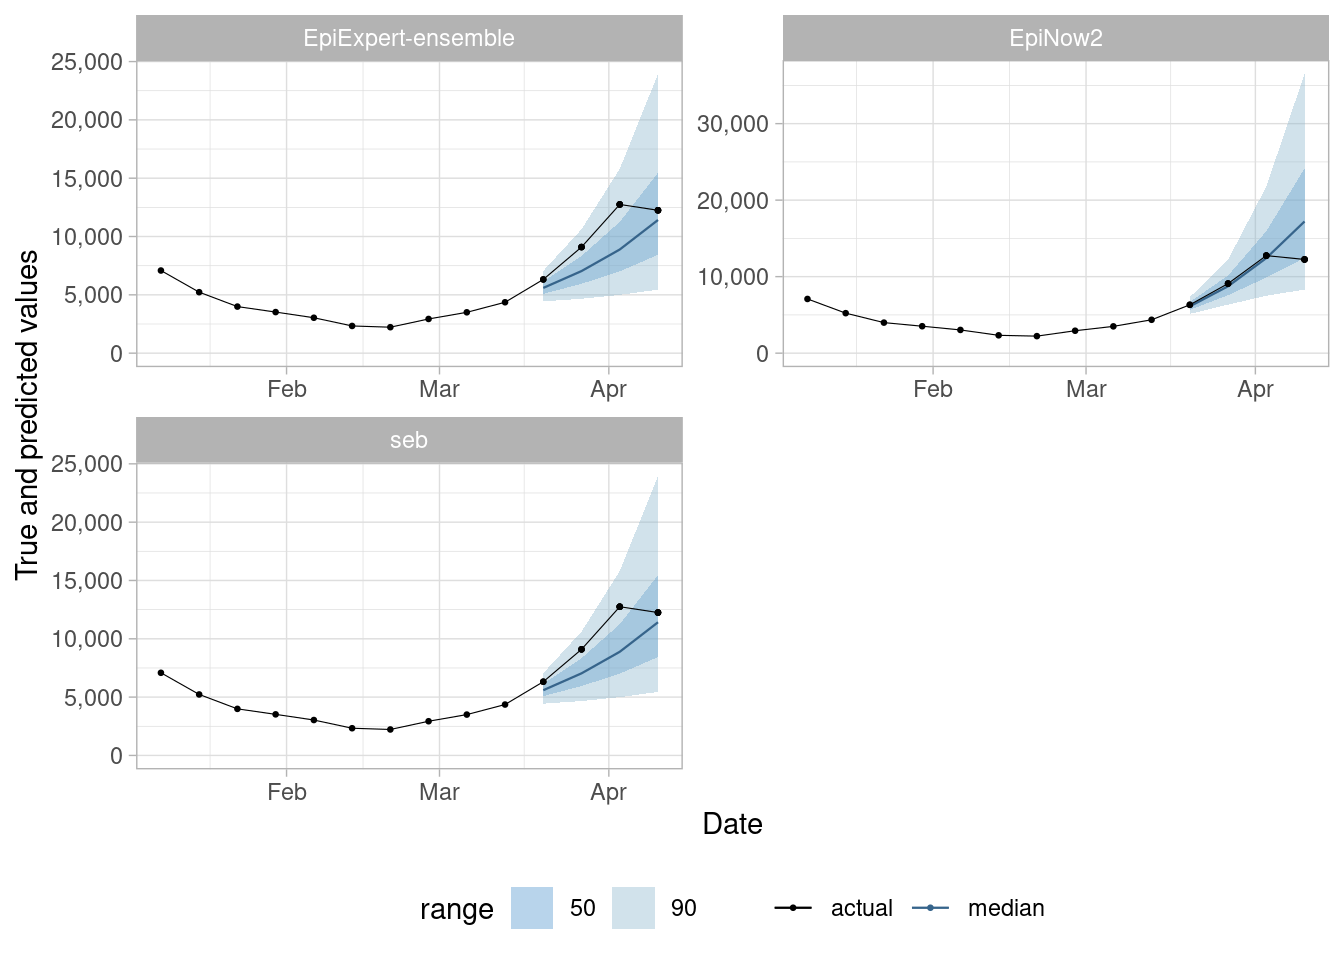 True and predicted values
EpiExpert-ensemble
25,000
20,000
15,000
10,000
5,000
0
Feb Mar Apr
EpiNow2
30,000
20,000
10,000
0
Feb Mar Apr
seb
25,000
20,000
15,000
10,000
5,000
0
Feb Mar Apr
Date
range 50 90 actual median